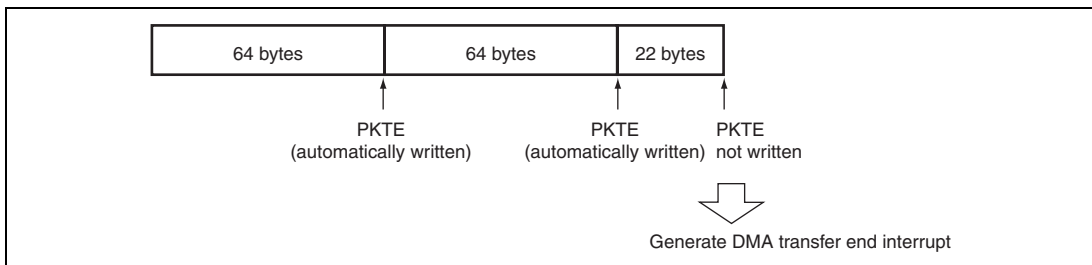 64 bytes
64 bytes
22 bytes
PKTE
(automatically written)
PKTE
(automatically written)
PKTE
not written
Generate DMA transfer end interrupt